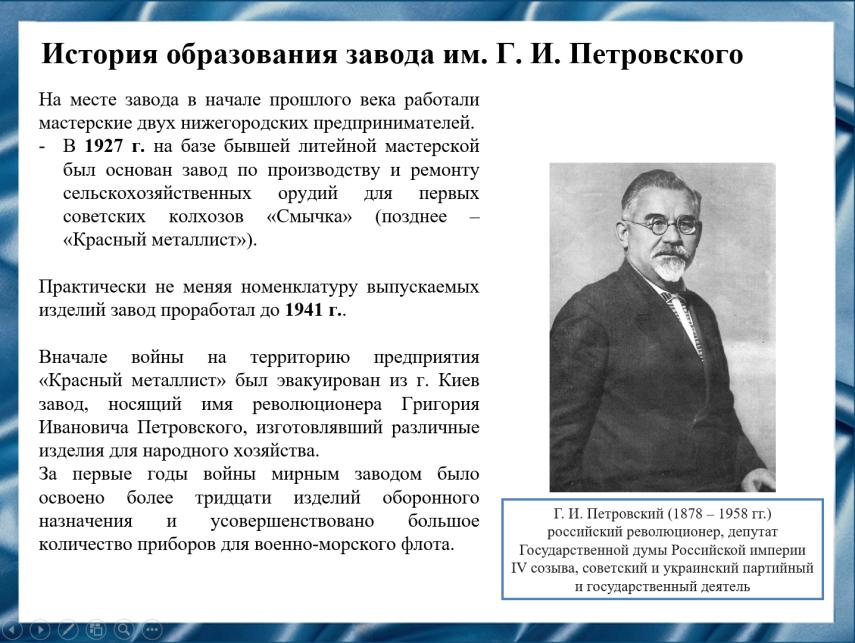 История образования завода им. Г. И. Петровского
На месте завода в начале прошлого века работали
мастерские двух нижегородских предпринимателей.
- В 1927 г. на базе бывшей литейной мастерской
был основан завод по производству и ремонту
сельскохозяйственных орудий для первых
советских колхозов «Смычка» (позднее –
«Красный металлист»).
Практически не меняя номенклатуру выпускаемых
изделий завод проработал до 1941 г..
Вначале войны на территорию предприятия
«Красный металлист» был эвакуирован из г. Киев
завод, носящий имя революционера Григория
Ивановича Петровского, изготовлявший различные
изделия для народного хозяйства.
За первые годы войны мирным заводом было
освоено более тридцати изделий оборонного
назначения и усовершенствовано большое
количество приборов для военно-морского флота.
Г. И. Петровский (1878 – 1958 гг.)
российский революционер, депутат
Государственной думы Российской империи
IV созыва, советский и украинский партийный
и государственный деятель